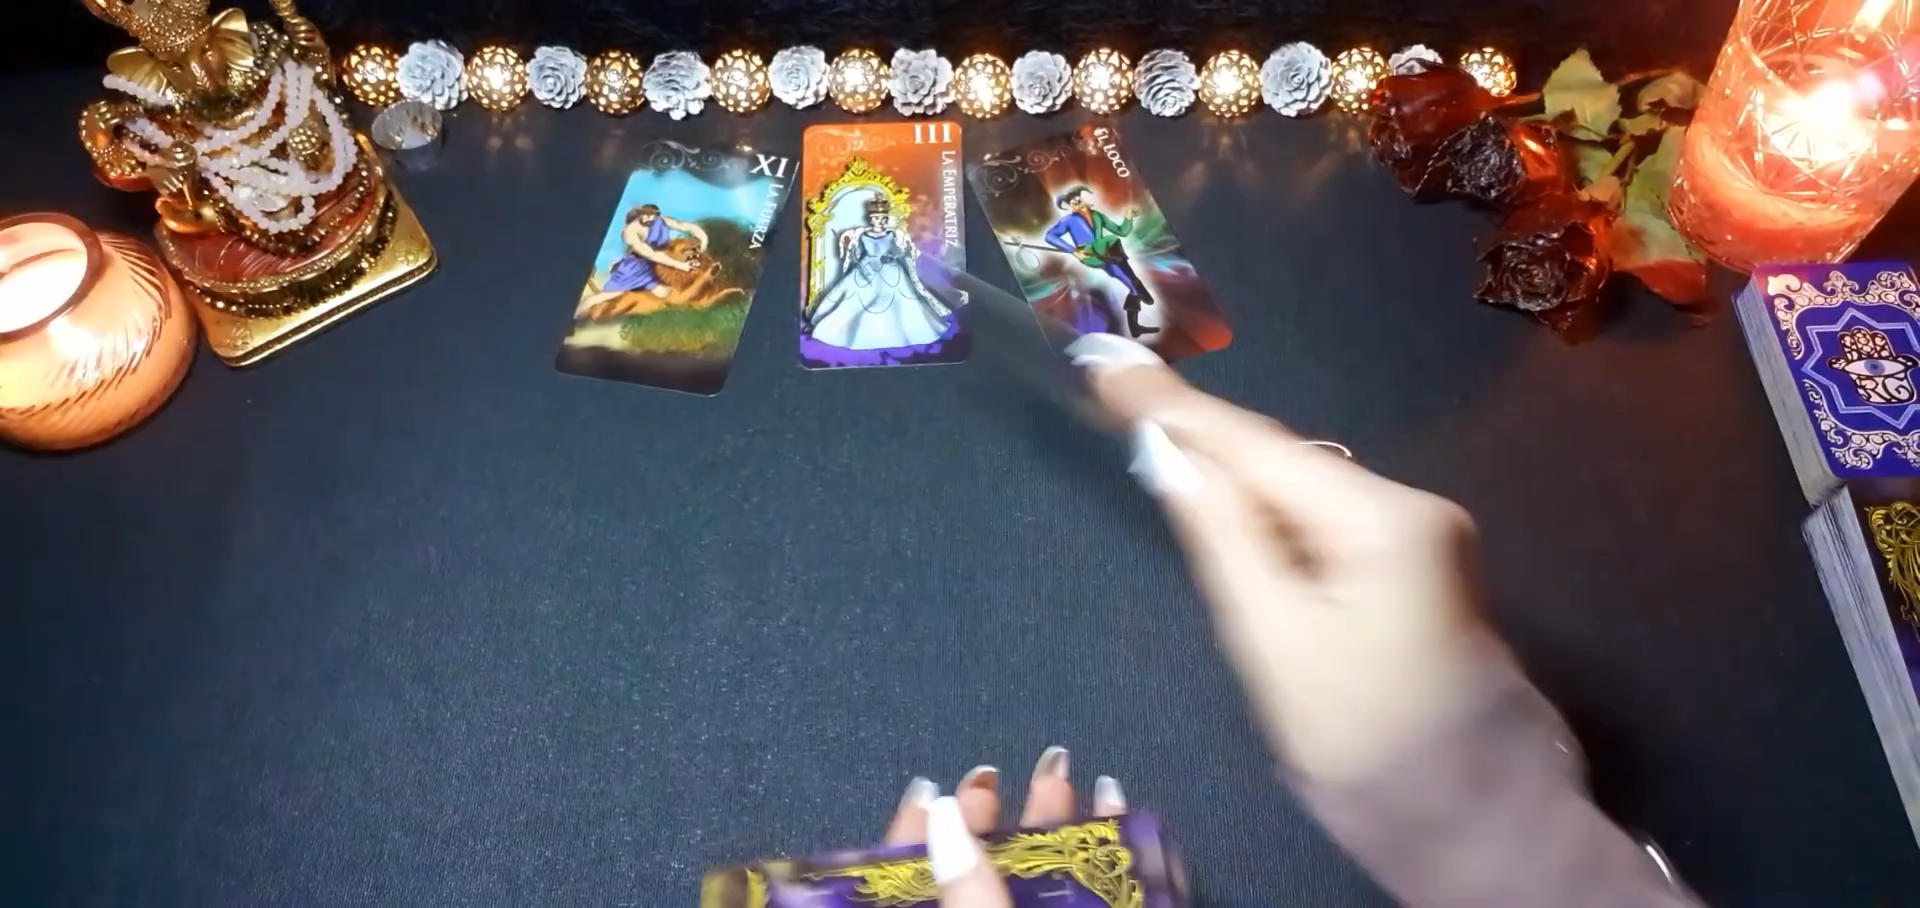 XI
LA FUERZA
III
LA EMPERATRIZ
EL LOCO